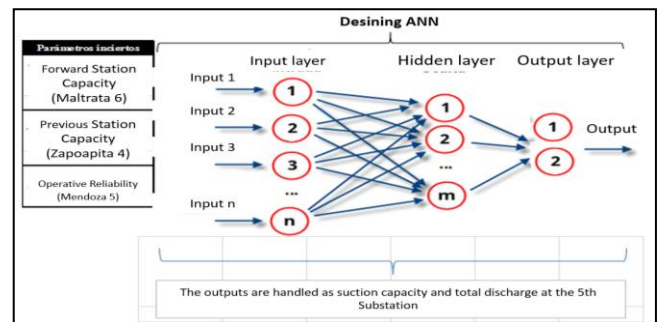 Desining ANN
Parámetros inciertos
Forward Station
Capacity
(Maltrata 6)
Previous Station
Capacity
(Zapoapita 4)
Operative Reliability
(Mendoza 5)
Input layer
Hidden layer
Output layer
Input 1
Input 2
Input 3
Input n
1
2
3
...
n
1
2
...
m
1
2
Output
The outputs are handled as suction capacity and total discharge at the 5th
Substation